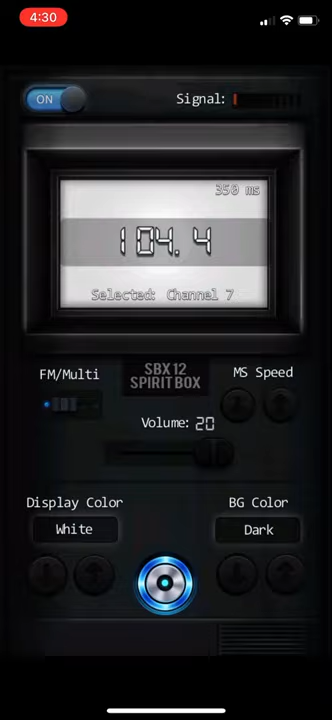 4:30
ON
Signal:
350 ms
104.4
Selected: Channel 7
FM/Multi
SBX 12
SPIRIT BOX
MS Speed
Volume: 20
Display Color
BG Color
White
Dark